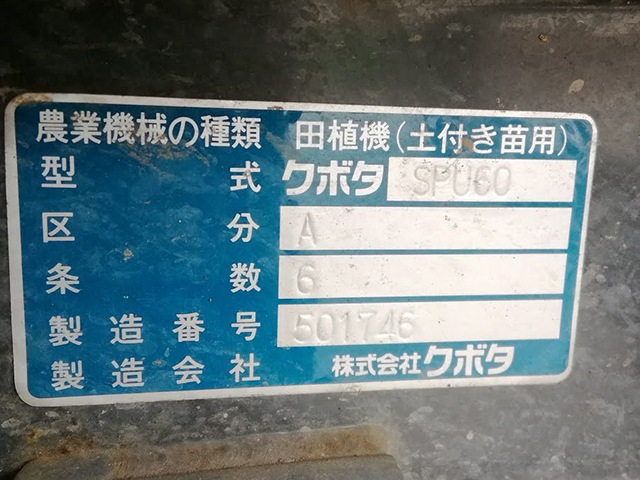 農業機械の種類 田植機(土付き苗用)
型式 クボタ SPU60
区分 A
条数 6
製造番号 501746
製造会社 株式会社クボタ